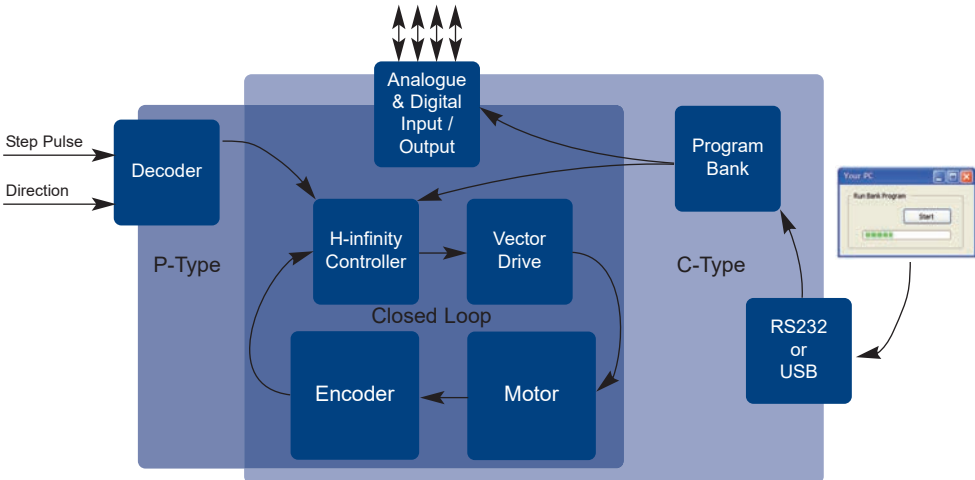 Analogue
& Digital
Input /
Output
Step Pulse
Direction
Decoder
Program
Bank
Your PC
Run Bank Program
Start
P-Type
H-infinity
Controller
Vector
Drive
C-Type
Closed Loop
RS232
or
USB
Encoder
Motor